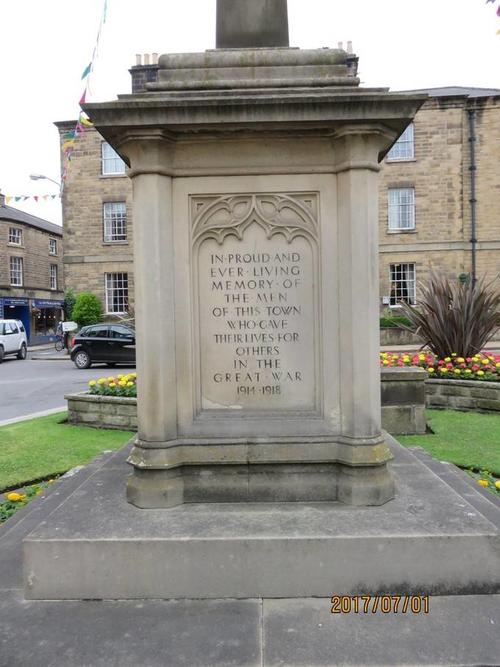 IN·PROUD·AND
EVER·LIVING
MEMORY·OF
THE·MEN
OF·THIS·TOWN
WHO·GAVE
THEIR·LIVES·FOR
OTHERS
IN·THE
GREAT·WAR
1914-1918
2017/07/01